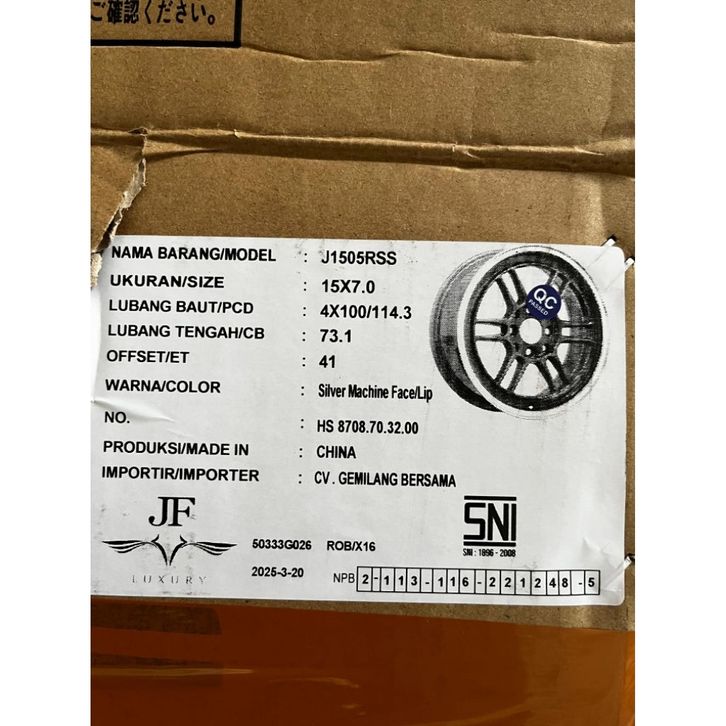 ご確認ください。
NAMA BARANG/MODEL : J1505RSS
UKURAN/SIZE : 15X7.0
LUBANG BAUT/PCD : 4X100/114.3
LUBANG TENGAH/CB : 73.1
OFFSET/ET : 41
WARNA/COLOR : Silver Machine Face/Lip
NO. : HS 8708.70.32.00
PRODUKSI/MADE IN : CHINA
IMPORTIR/IMPORTER : CV. GEMILANG BERSAMA
QC
PASSED
JF
LUXURY
50333G026 ROB/X16
2025-3-20
SNI
SNI : 1896 - 2008
NPB 2-113-116-221248-5